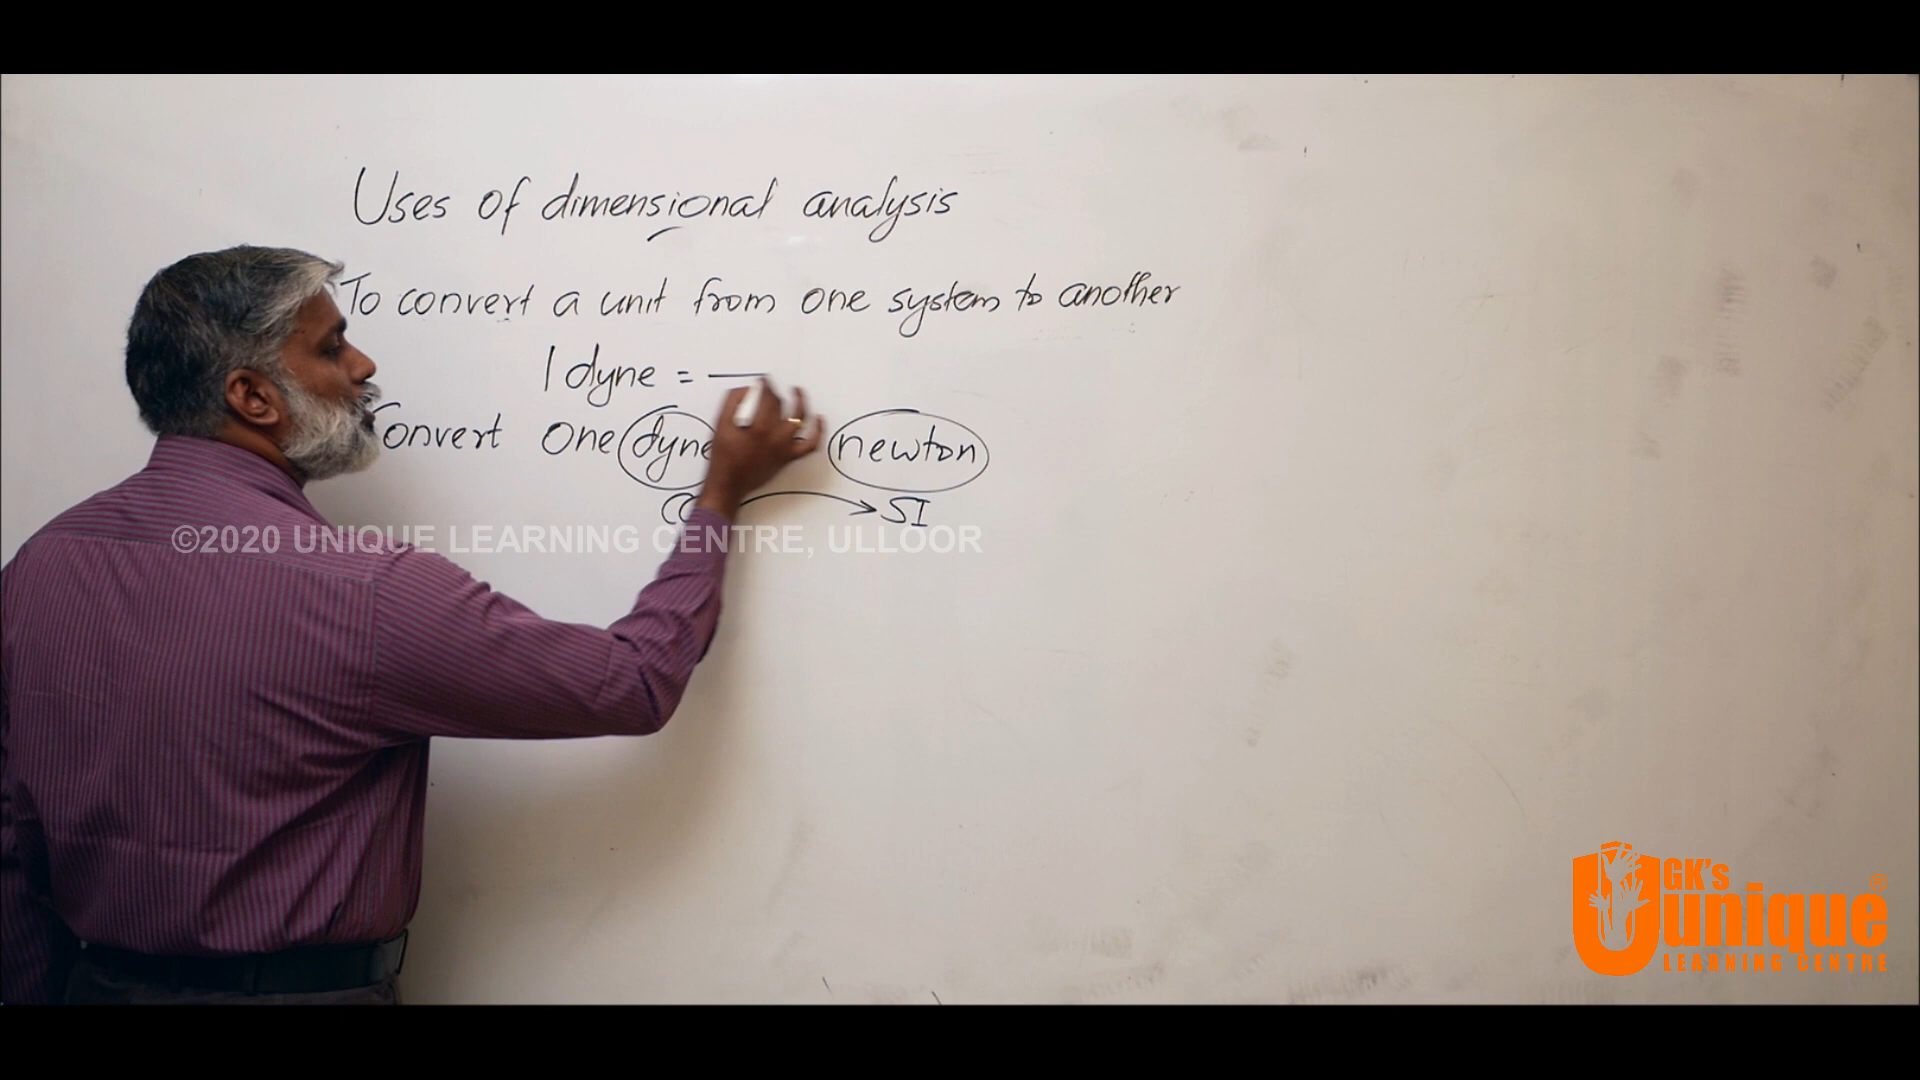 Uses of dimensional analysis
To convert a unit from one system to another
1 dyne =
Convert one dyne newton
SI
©2020 UNIQUE LEARNING CENTRE, ULLOOR
GK's
unique®
LEARNING CENTRE